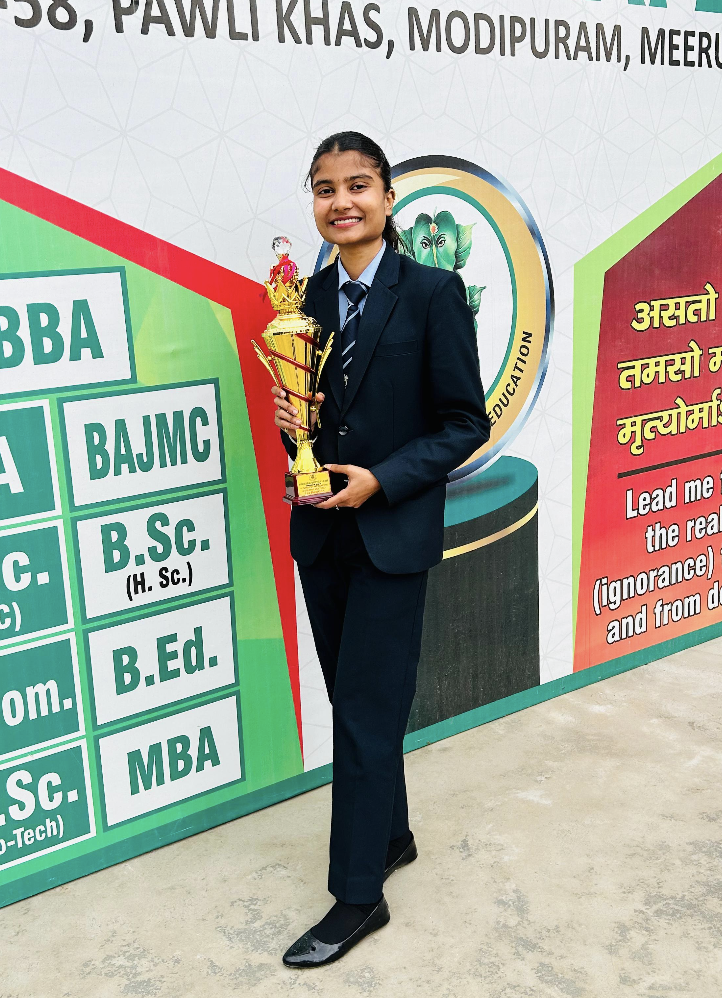 -58, PAWLI KHAS, MODIPURAM, MEERU
BBA
A
BAJMC
c.
c)
B.Sc.
(H. Sc.)
om.
B.Ed.
.Sc.
o-Tech)
MBA
EDUCATION
असतो
तमसो म
मृत्योर्मा
Lead me
the real
(ignorance)
and from d